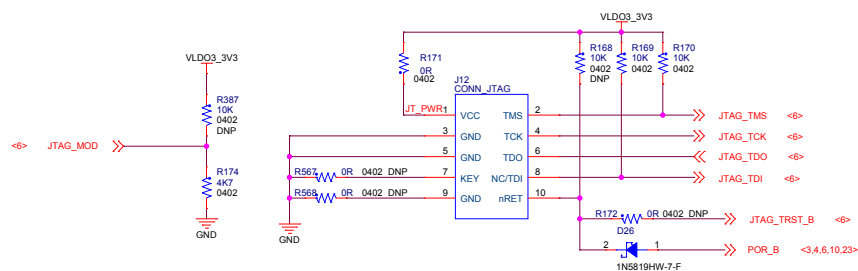 VLDO3_3V3
R387
10K
0402
DNP
<6> JTAG_MOD
R174
4K7
0402
GND
VLDO3_3V3
R171
0R
0402
R168
10K
0402
DNP
R169
10K
0402
R170
10K
0402
J12
CONN_JTAG
JT_PWR 1 VCC TMS 2 JTAG_TMS <6>
3 GND TCK 4 JTAG_TCK <6>
5 GND TDO 6 JTAG_TDO <6>
R567 0R 0402 DNP 7 KEY NC/TDI 8 JTAG_TDI <6>
R568 0R 0402 DNP 9 GND nRET 10
GND
R172 0R 0402 DNP JTAG_TRST_B <6>
D26
2 1 POR_B <3,4,6,10,23>
1N5819HW-7-F